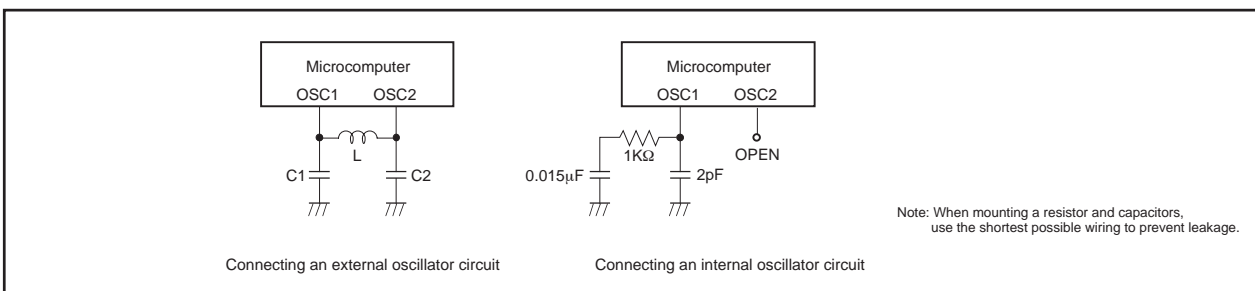 Microcomputer
OSC1 OSC2
L
C1 C2
Connecting an external oscillator circuit
Microcomputer
OSC1 OSC2
1KΩ
OPEN
0.015μF
2pF
Connecting an internal oscillator circuit
Note: When mounting a resistor and capacitors,
use the shortest possible wiring to prevent leakage.